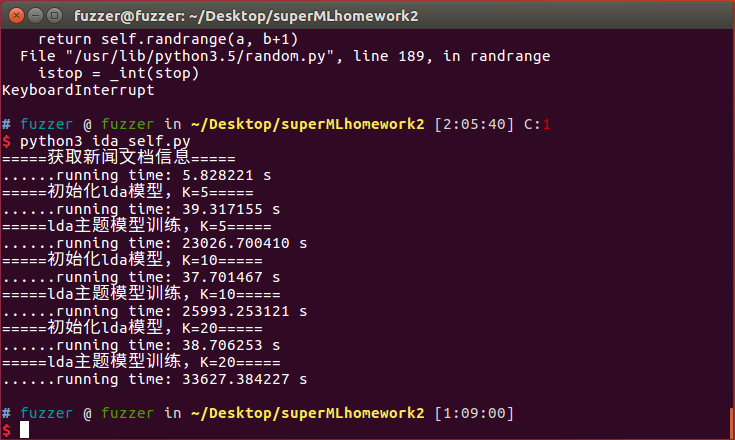 fuzzer@fuzzer: ~/Desktop/superMLhomework2
return self.randrange(a, b+1)
File "/usr/lib/python3.5/random.py", line 189, in randrange
istop = _int(stop)
KeyboardInterrupt
# fuzzer @ fuzzer in ~/Desktop/superMLhomework2 [2:05:40] C:1
$ python3 ida_self.py
=====获取新闻文档信息=====
......running time: 5.828221 s
=====初始化lda模型，K=5=====
......running time: 39.317155 s
=====lda主题模型训练，K=5=====
......running time: 23026.700410 s
=====初始化lda模型，K=10=====
......running time: 37.701467 s
=====lda主题模型训练，K=10=====
......running time: 25993.253121 s
=====初始化lda模型，K=20=====
......running time: 38.706253 s
=====lda主题模型训练，K=20=====
......running time: 33627.384227 s
# fuzzer @ fuzzer in ~/Desktop/superMLhomework2 [1:09:00]
$